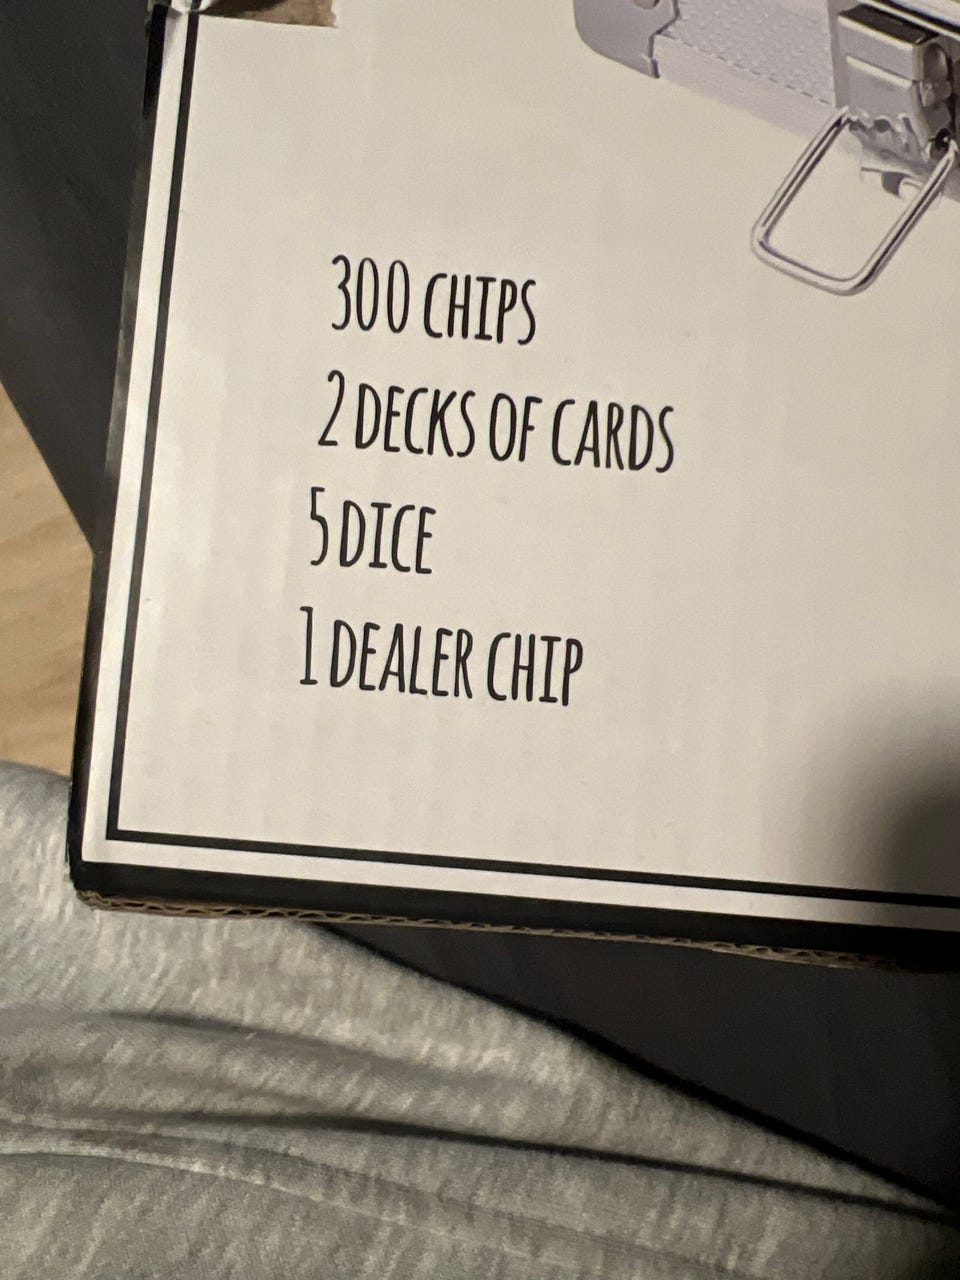 300 CHIPS
2 DECKS OF CARDS
5 DICE
1 DEALER CHIP